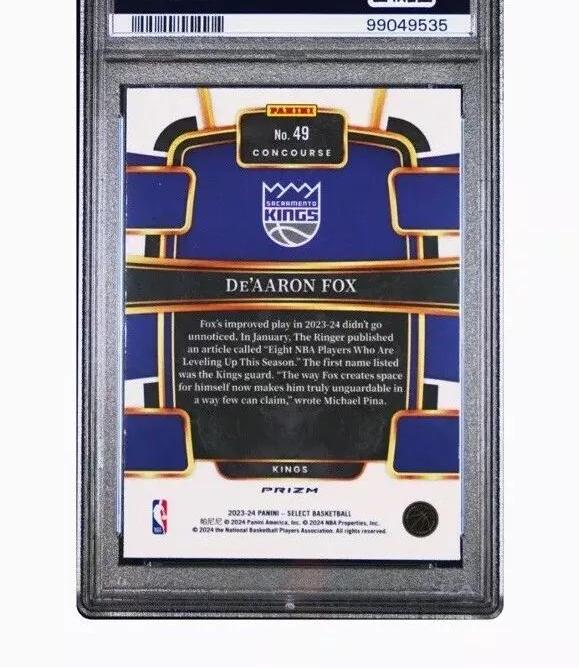 99049535
PANINI
No. 49
CONCOURSE
SACRAMENTO
KINGS
DE'AARON FOX
Fox's improved play in 2023-24 didn't go
unnoticed. In January, The Ringer published
an article called "Eight NBA Players Who Are
Leveling Up This Season." The first name listed
was the Kings guard. "The way Fox creates space
for himself now makes him truly unguardable in
a way few can claim," wrote Michael Pina.
KINGS
PRIZM
2023-24 PANINI – SELECT BASKETBALL
帕尼尼 © 2024 Panini America, Inc. © 2024 NBA Properties, Inc.
© 2024 the National Basketball Players Association. All rights reserved.